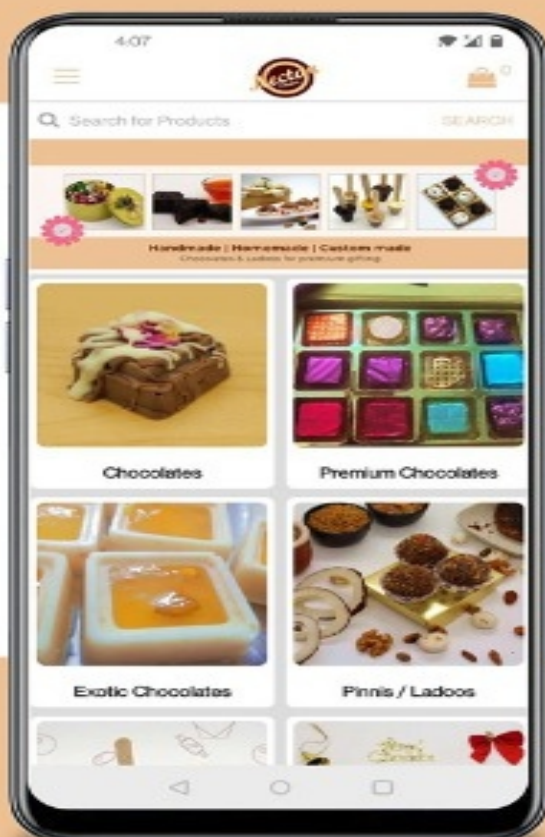 4:07
0
Search for Products
SEARCH
Handmade | Homemade | Custom made
Chocolates & Ladoos for premium gifting
Chocolates
Premium Chocolates
Exotic Chocolates
Pinnis / Ladoos